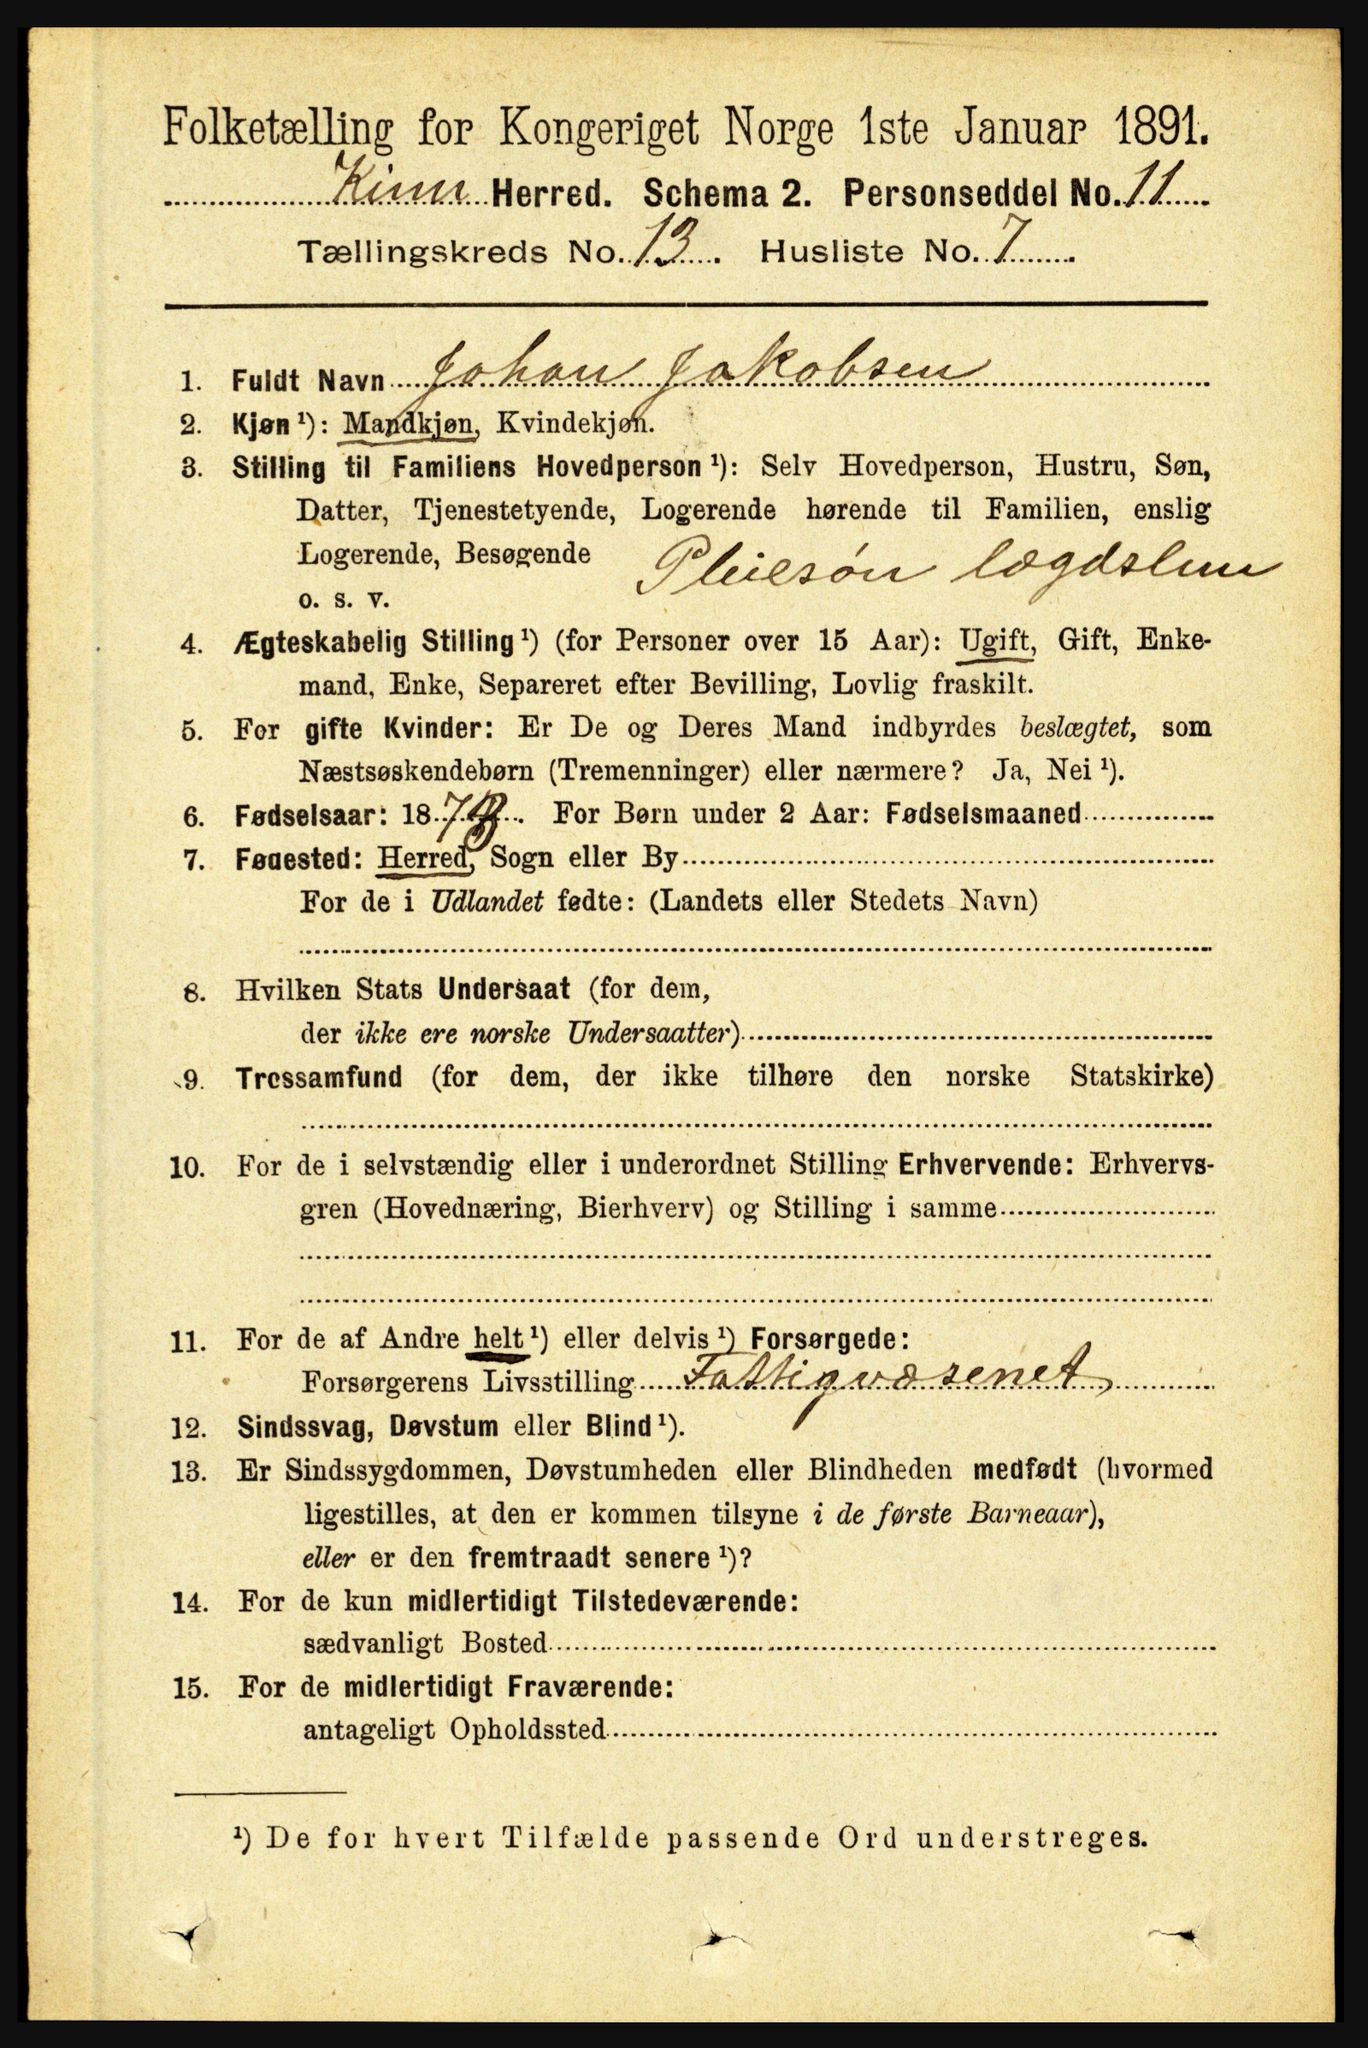 Folketælling for Kongeriget Norge 1ste Januar 1891.
Kinn Herred. Schema 2. Personseddel No. 11
Tællingskreds No. 13. Husliste No. 7
1. Fuldt Navn Johan Jakobsen
2. Kjøn ¹): Mandkjøn, Kvindekjøn.
3. Stilling til Familiens Hovedperson ¹): Selv Hovedperson, Hustru, Søn,
Datter, Tjenestetyende, Logerende hørende til Familien, enslig
Logerende, Besøgende Pleiesøn lægdslem
o. s. v.
4. Ægteskabelig Stilling ¹) (for Personer over 15 Aar): Ugift, Gift, Enke-
mand, Enke, Separeret efter Bevilling, Lovlig fraskilt.
5. For gifte Kvinder: Er De og Deres Mand indbyrdes beslægtet, som
Næstsøskendebørn (Tremenninger) eller nærmere? Ja, Nei ¹).
6. Fødselsaar: 1873. For Børn under 2 Aar: Fødselsmaaned
7. Fødested: Herred, Sogn eller By
For de i Udlandet fødte: (Landets eller Stedets Navn)
8. Hvilken Stats Undersaat (for dem,
der ikke ere norske Undersaatter)
9. Trossamfund (for dem, der ikke tilhøre den norske Statskirke)
10. For de i selvstændig eller i underordnet Stilling Erhvervende: Erhvervs-
gren (Hovednæring, Bierhverv) og Stilling i samme
11. For de af Andre helt ¹) eller delvis ¹) Forsørgede:
Forsørgerens Livsstilling Fattigvæsenet
12. Sindssvag, Døvstum eller Blind ¹).
13. Er Sindssygdommen, Døvstumheden eller Blindheden medfødt (hvormed
ligestilles, at den er kommen tilsyne i de første Barneaar),
eller er den fremtraadt senere ¹)?
14. For de kun midlertidigt Tilstedeværende:
sædvanligt Bosted
15. For de midlertidigt Fraværende:
antageligt Opholdssted
¹) De for hvert Tilfælde passende Ord understreges.